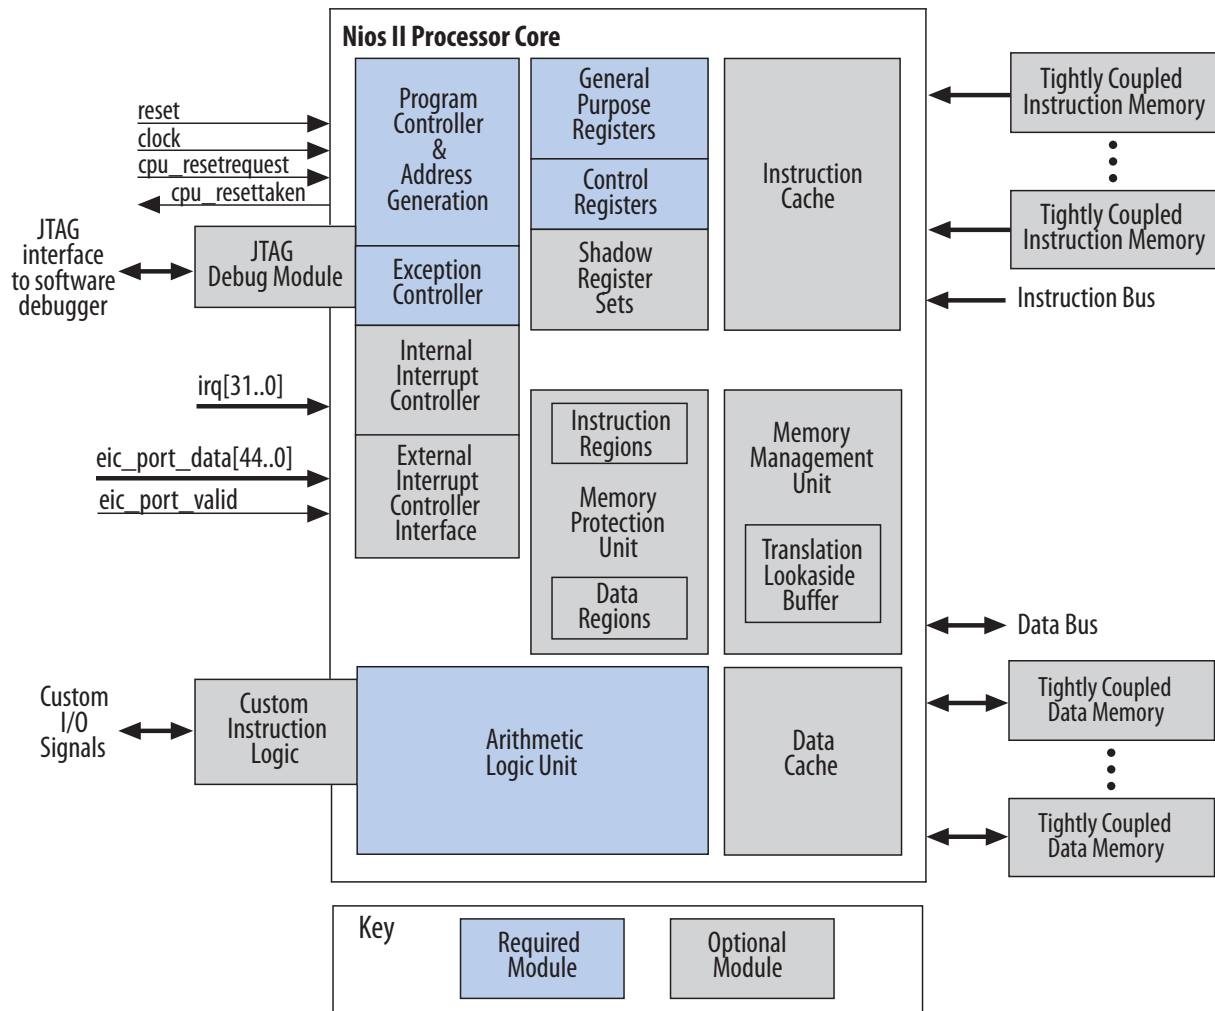 Nios II Processor Core
reset
clock
cpu_resetrequest
cpu_resettaken
JTAG
interface
to software
debugger
JTAG
Debug Module
irq[31..0]
eic_port_data[44..0]
eic_port_valid
Custom
I/O
Signals
Custom
Instruction
Logic
Program
Controller
&
Address
Generation
Exception
Controller
Internal
Interrupt
Controller
External
Interrupt
Controller
Interface
General
Purpose
Registers
Control
Registers
Shadow
Register
Sets
Instruction
Cache
Instruction
Regions
Memory
Protection
Unit
Data
Regions
Memory
Management
Unit
Translation
Lookaside
Buffer
Arithmetic
Logic Unit
Data
Cache
Tightly Coupled
Instruction Memory
Tightly Coupled
Instruction Memory
Instruction Bus
Data Bus
Tightly Coupled
Data Memory
Tightly Coupled
Data Memory
Key
Required
Module
Optional
Module